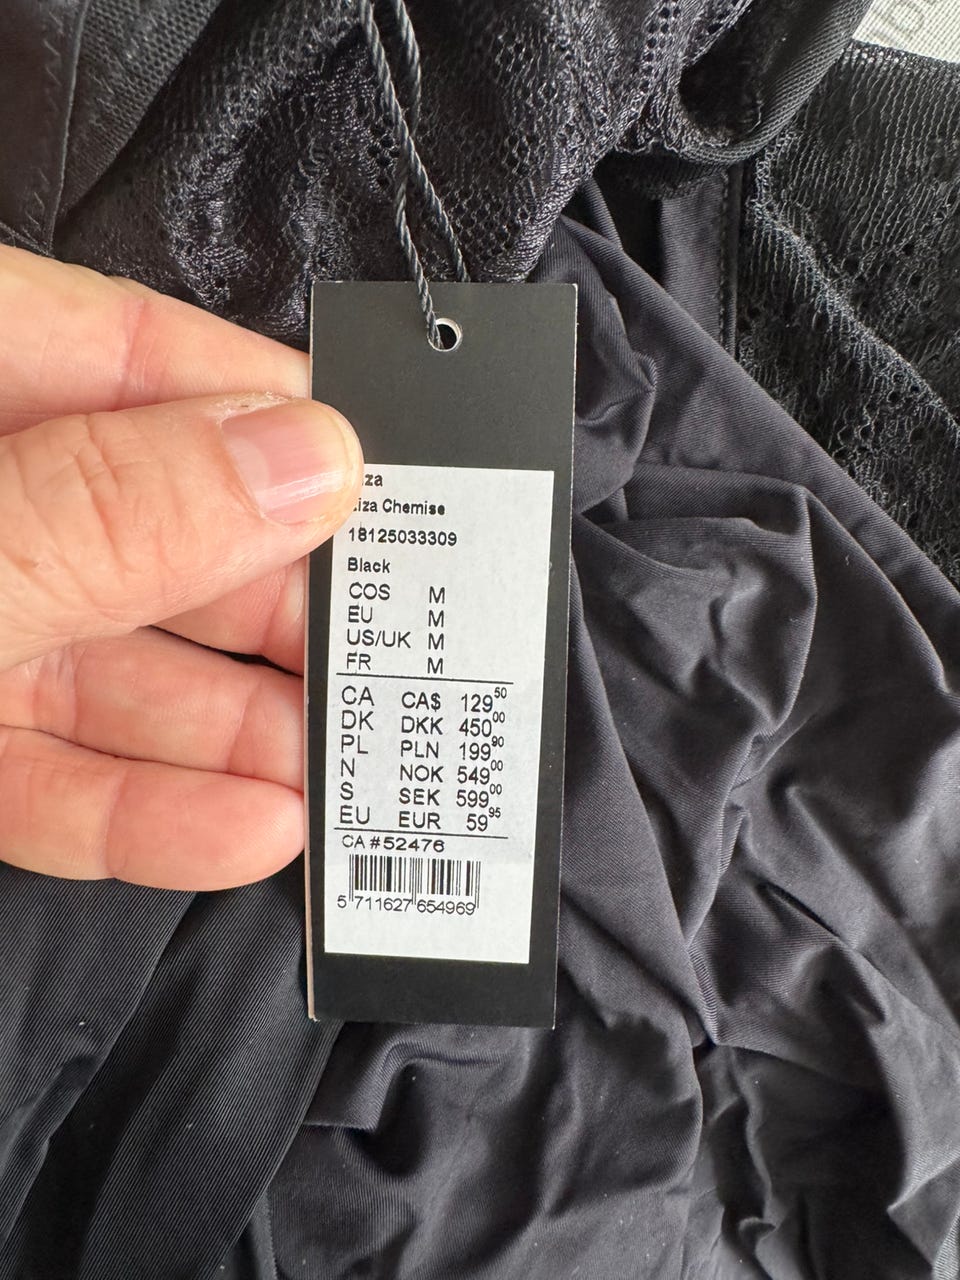 Chemise
18125033309
Black
COS M
EU M
US/UK M
FR M
CA CA$ 129⁵⁰
DK DKK 450⁰⁰
PL PLN 199⁹⁰
N NOK 549⁰⁰
S SEK 599⁰⁰
EU EUR 59⁹⁵
CA #52476
5 711627 654969